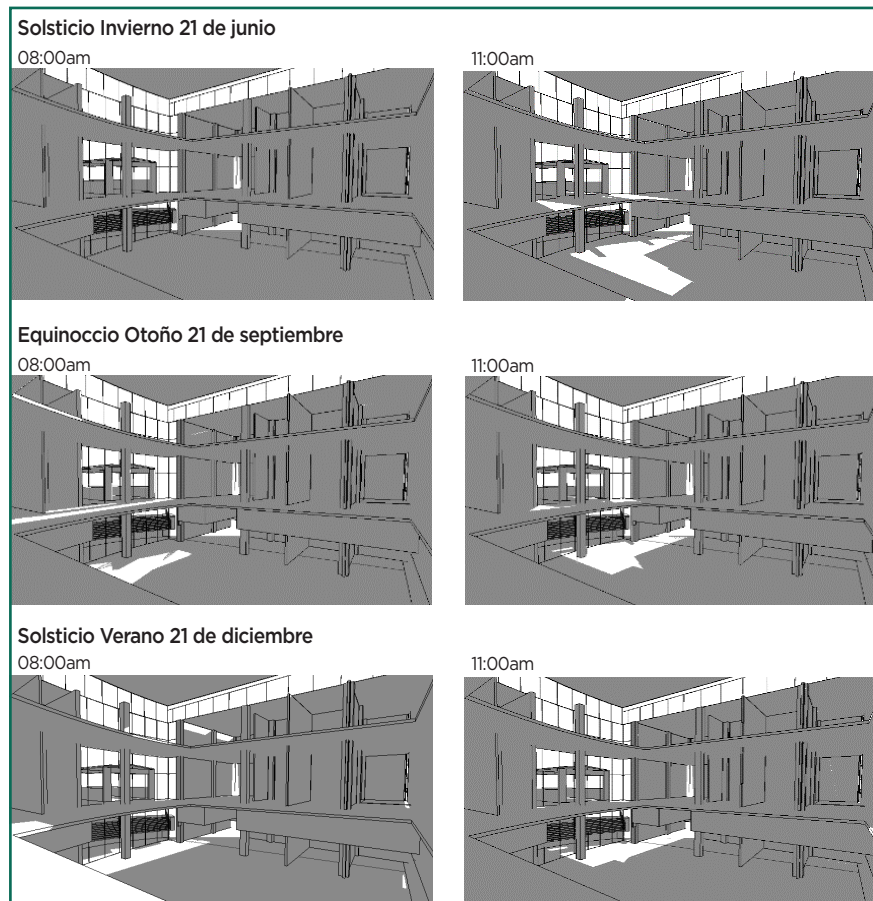 Solsticio Invierno 21 de junio
08:00am
11:00am
Equinoccio Otoño 21 de septiembre
08:00am
11:00am
Solsticio Verano 21 de diciembre
08:00am
11:00am